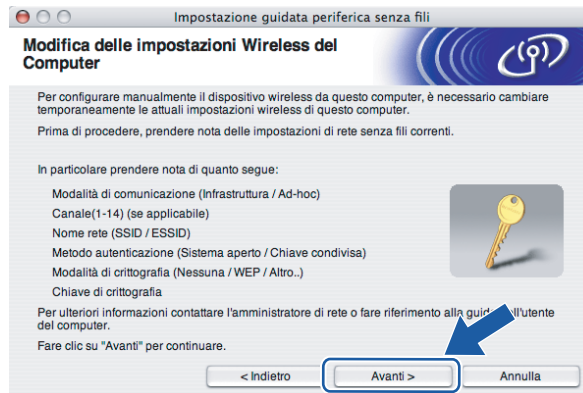 Impostazione guidata periferica senza fili
Modifica delle impostazioni Wireless del
Computer
Per configurare manualmente il dispositivo wireless da questo computer, è necessario cambiare
temporaneamente le attuali impostazioni wireless di questo computer.
Prima di procedere, prendere nota delle impostazioni di rete senza fili correnti.
In particolare prendere nota di quanto segue:
Modalità di comunicazione (Infrastruttura / Ad-hoc)
Canale(1-14) (se applicabile)
Nome rete (SSID / ESSID)
Metodo autenticazione (Sistema aperto / Chiave condivisa)
Modalità di crittografia (Nessuna / WEP / Altro..)
Chiave di crittografia
Per ulteriori informazioni contattare l'amministratore di rete o fare riferimento alla dell'utente
del computer.
Fare clic su "Avanti" per continuare.
< Indietro Avanti > Annulla